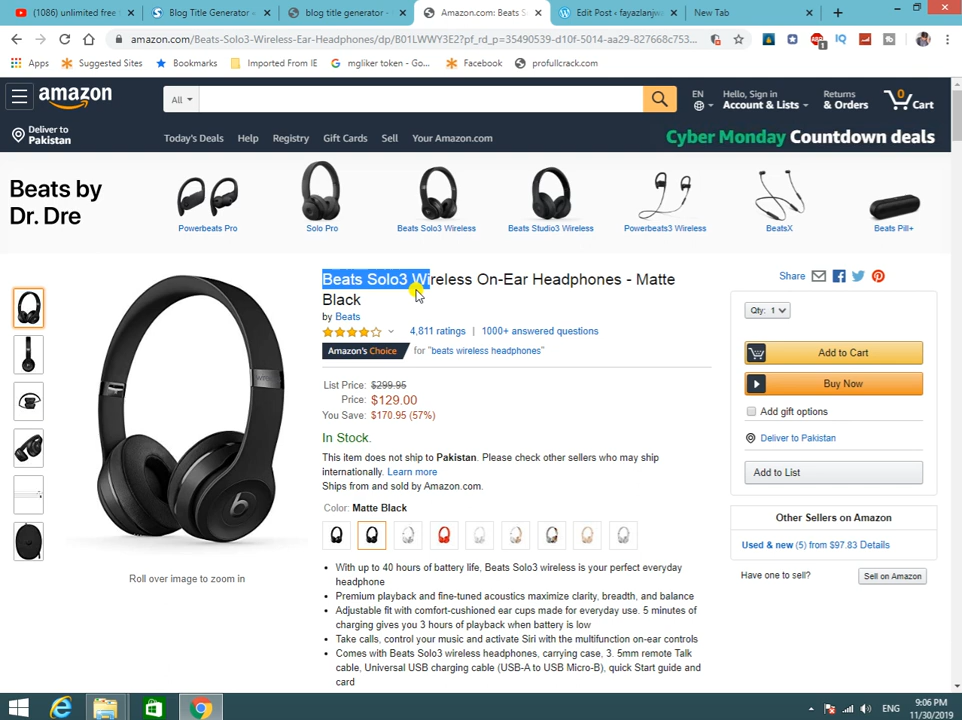 (1086) unlimited free
Blog Title Generator -
blog title generator -
Amazon.com: Beats S
Edit Post ‹ fayazlanjw
New Tab
amazon.com/Beats-Solo3-Wireless-Ear-Headphones/dp/B01LWWY3E2?pf_rd_p=35490539-d10f-5014-aa29-827668c753...
Apps
Suggested Sites
Bookmarks
Imported From IE
mgliker token - Go...
Facebook
profullcrack.com
amazon
All
EN
Hello, Sign in
Account & Lists
Returns
& Orders
0
Cart
Deliver to
Pakistan
Today's Deals
Help
Registry
Gift Cards
Sell
Your Amazon.com
Cyber Monday Countdown deals
Beats by
Dr. Dre
Powerbeats Pro
Solo Pro
Beats Solo3 Wireless
Beats Studio3 Wireless
Powerbeats3 Wireless
BeatsX
Beats Pill+
Beats Solo3 Wireless On-Ear Headphones - Matte
Black
by Beats
4,811 ratings | 1000+ answered questions
Amazon's Choice for "beats wireless headphones"
List Price: $299.95
Price: $129.00
You Save: $170.95 (57%)
In Stock.
This item does not ship to Pakistan. Please check other sellers who may ship
internationally. Learn more
Ships from and sold by Amazon.com.
Color: Matte Black
• With up to 40 hours of battery life, Beats Solo3 wireless is your perfect everyday
headphone
• Premium playback and fine-tuned acoustics maximize clarity, breadth, and balance
• Adjustable fit with comfort-cushioned ear cups made for everyday use. 5 minutes of
charging gives you 3 hours of playback when battery is low
• Take calls, control your music and activate Siri with the multifunction on-ear controls
• Comes with Beats Solo3 wireless headphones, carrying case, 3. 5mm remote Talk
cable, Universal USB charging cable (USB-A to USB Micro-B), quick Start guide and
card
Roll over image to zoom in
Share
Qty: 1
Add to Cart
Buy Now
Add gift options
Deliver to Pakistan
Add to List
Other Sellers on Amazon
Used & new (5) from $97.83 Details
Have one to sell?
Sell on Amazon
ENG
9:06 PM
11/30/2019